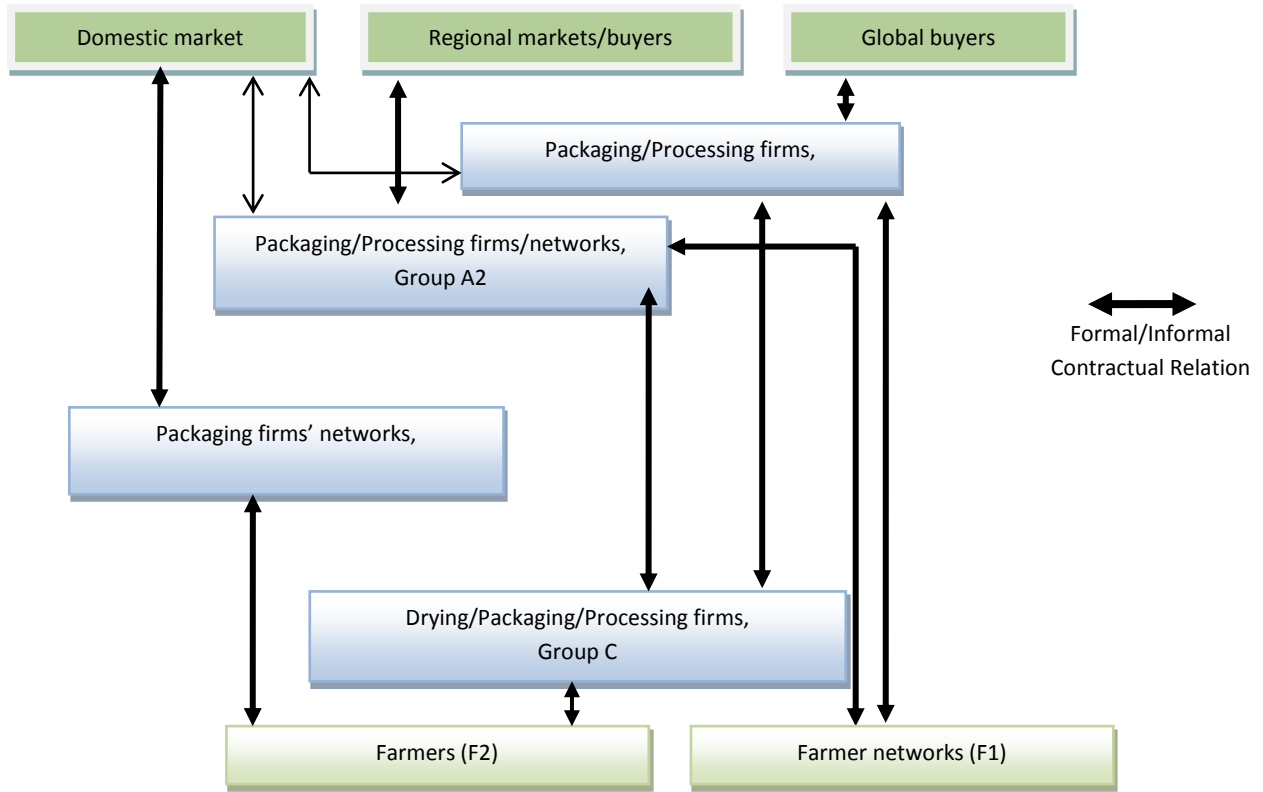 Domestic market
Regional markets/buyers
Global buyers
Packaging/Processing firms,
Packaging/Processing firms/networks,
Group A2
Formal/Informal
Contractual Relation
Packaging firms’ networks,
Drying/Packaging/Processing firms,
Group C
Farmers (F2)
Farmer networks (F1)